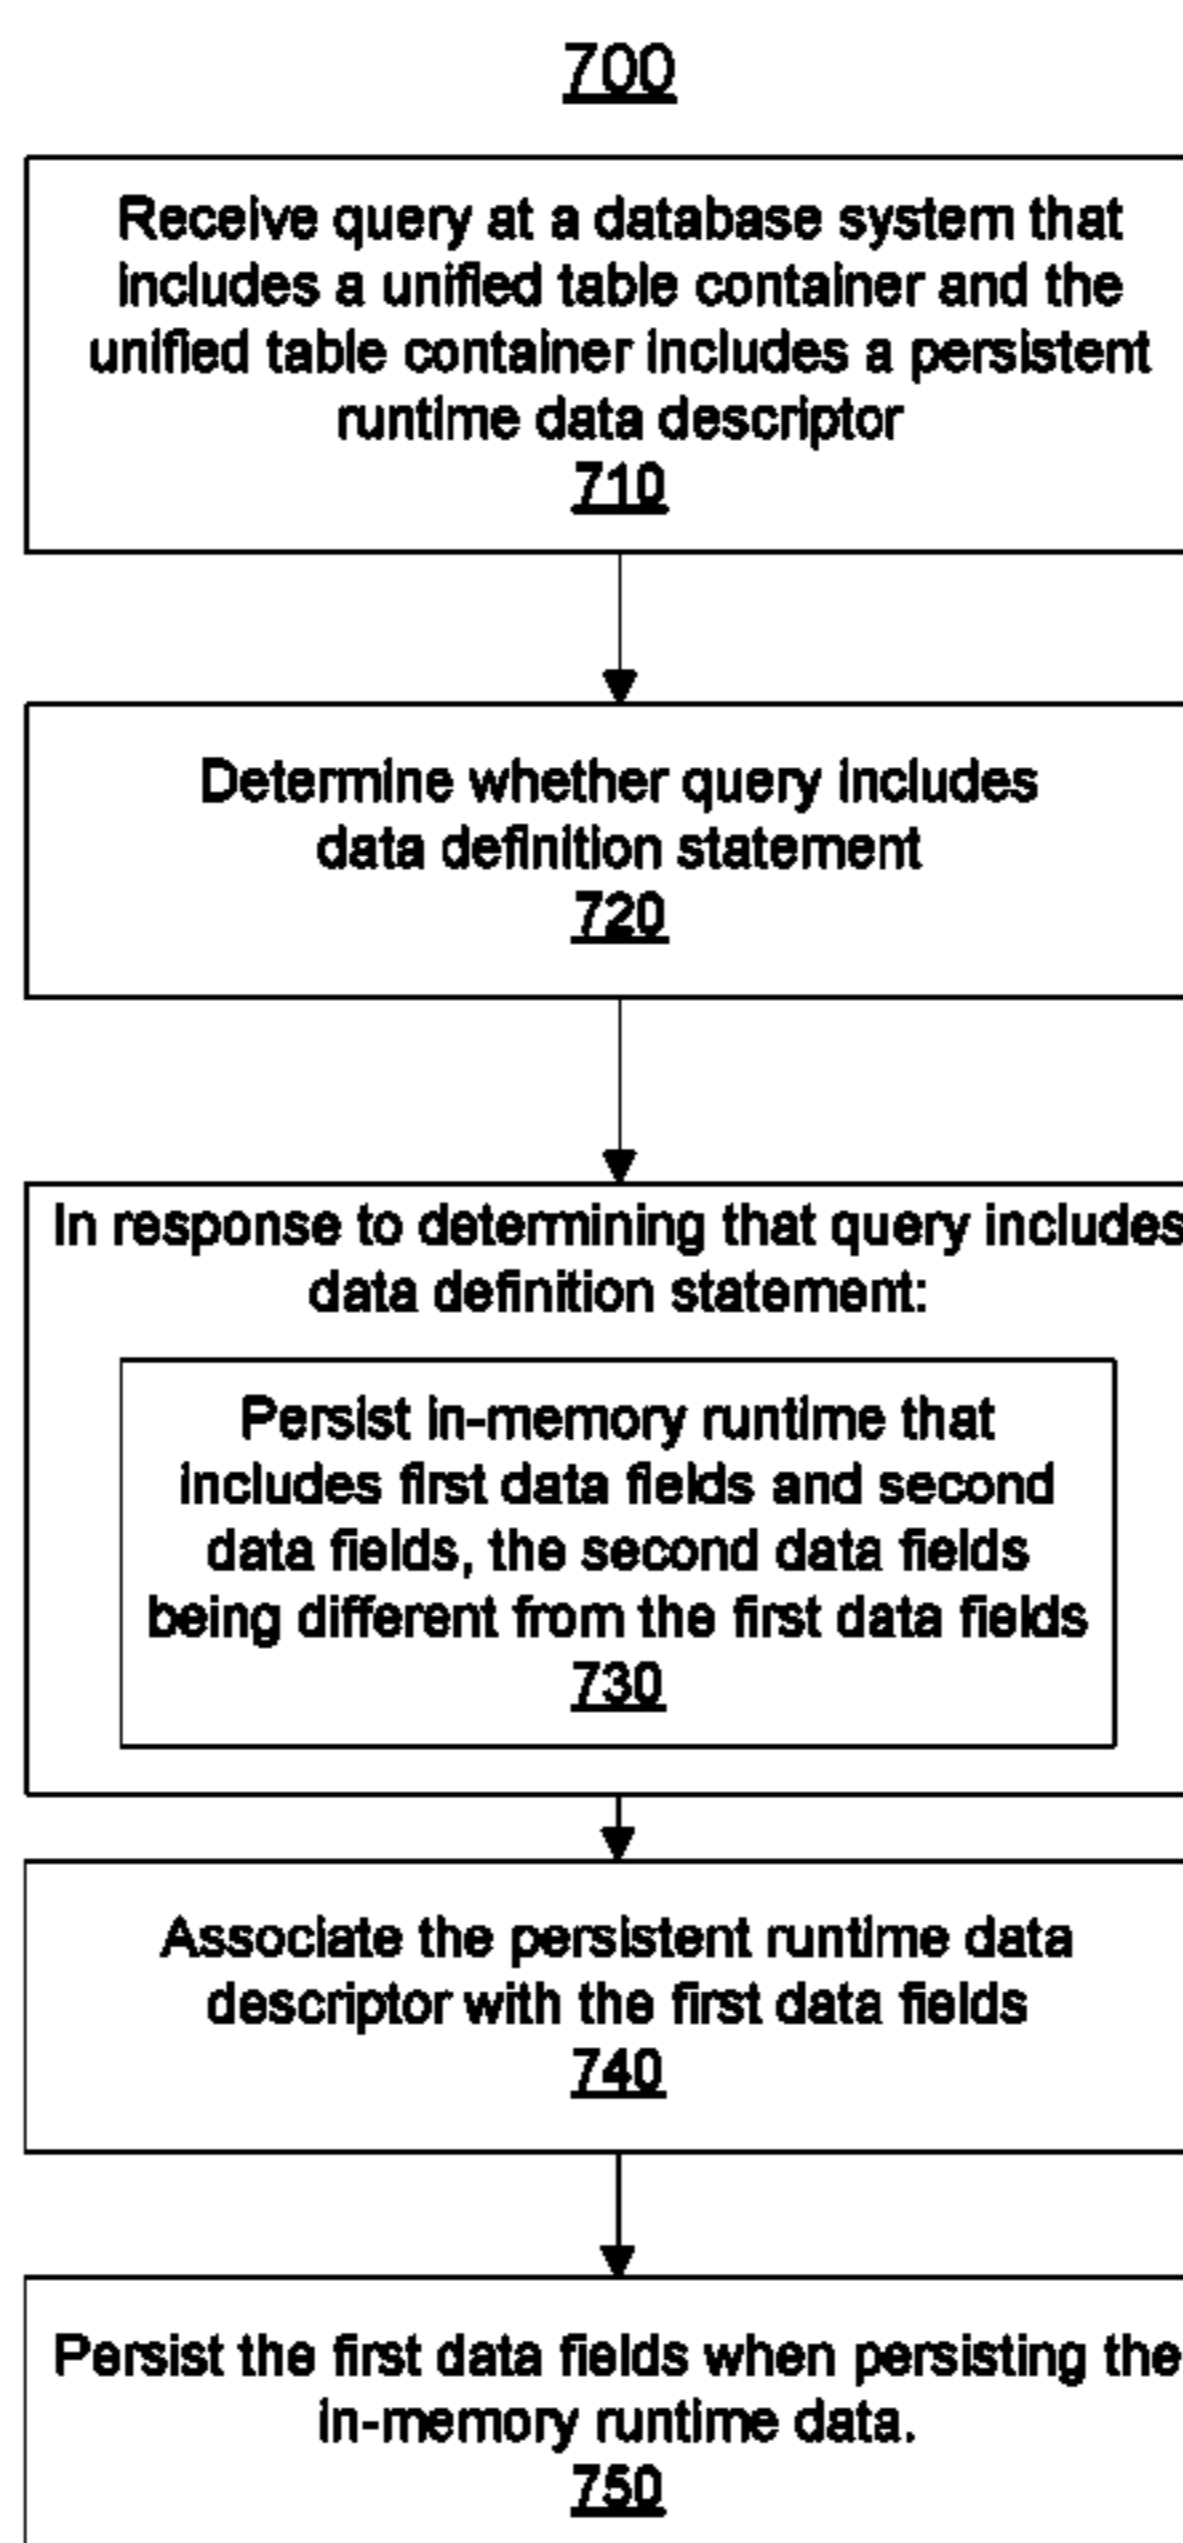 700
Receive query at a database system that
includes a unified table container and the
unified table container includes a persistent
runtime data descriptor
710
Determine whether query includes
data definition statement
720
In response to determining that query includes
data definition statement:
Persist in-memory runtime that
includes first data fields and second
data fields, the second data fields
being different from the first data fields
730
Associate the persistent runtime data
descriptor with the first data fields
740
Persist the first data fields when persisting the
in-memory runtime data.
750